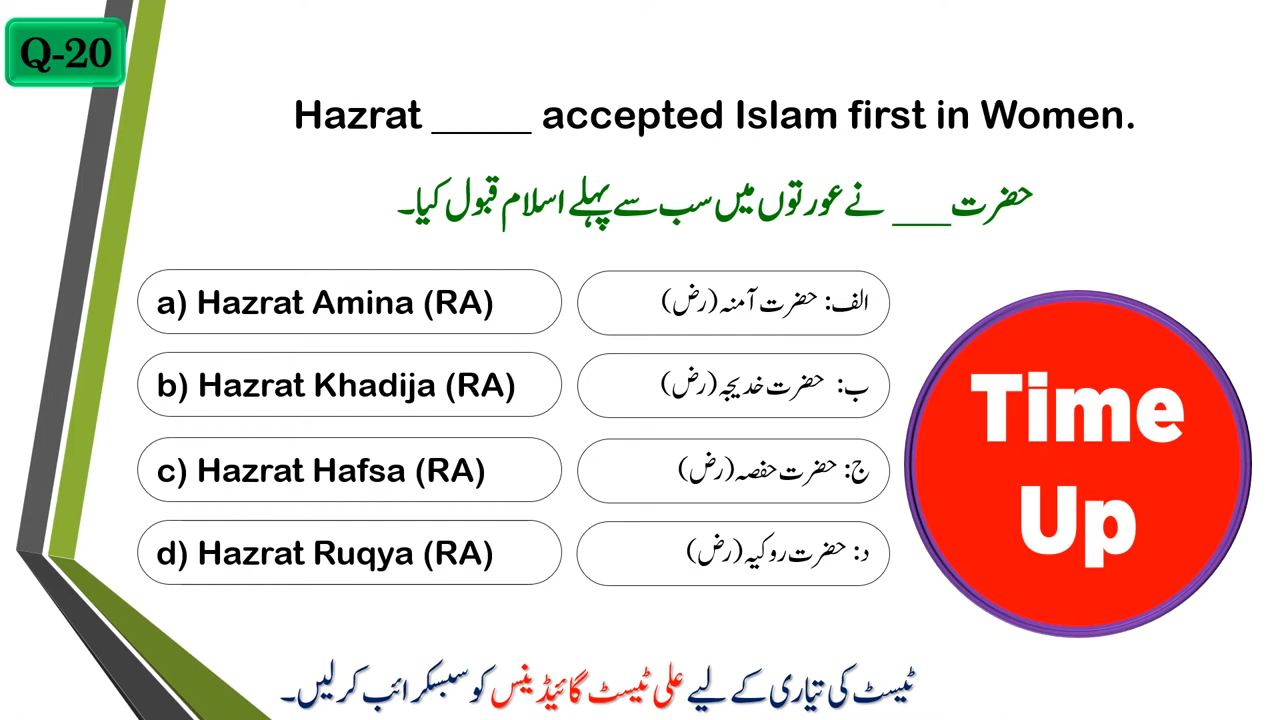 Q-20
Hazrat _____ accepted Islam first in Women.
حضرت ___ نے عورتوں میں سب سے پہلے اسلام قبول کیا۔
a) Hazrat Amina (RA)
الف: حضرت آمنہ (رض)
b) Hazrat Khadija (RA)
ب: حضرت خدیجہ (رض)
c) Hazrat Hafsa (RA)
ج: حضرت حفصہ (رض)
d) Hazrat Ruqya (RA)
د: حضرت روکیہ (رض)
Time
Up
ٹیسٹ کی تیاری کے لیے علی ٹیسٹ گائیڈینس کو سبسکرائب کرلیں۔